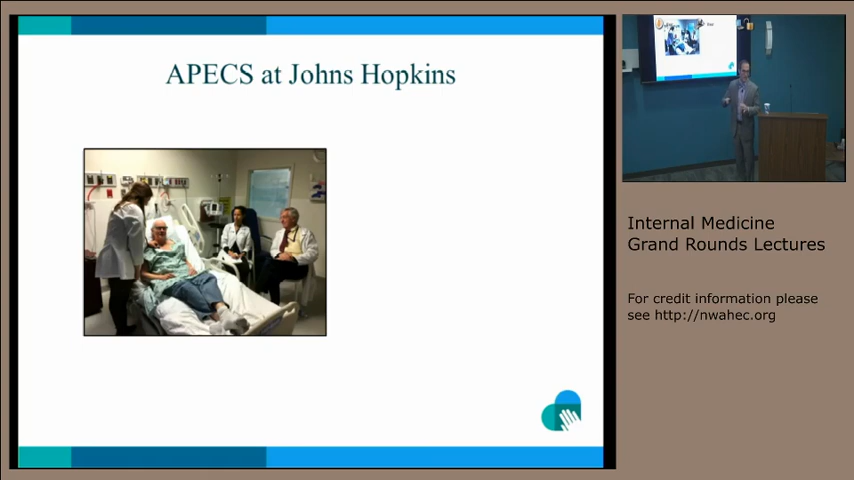 APECS at Johns Hopkins
Internal Medicine
Grand Rounds Lectures
For credit information please
see http://nwahec.org